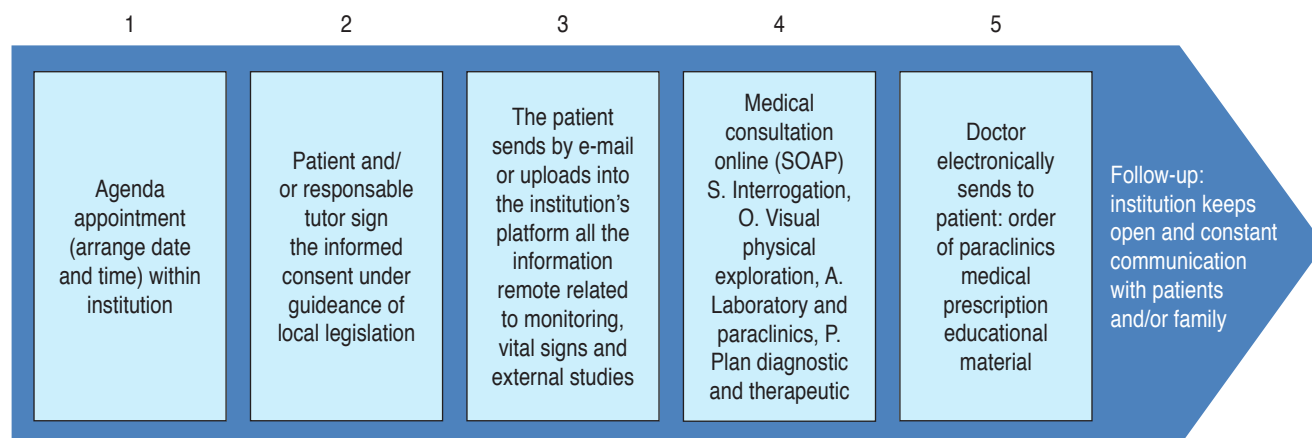 1
2
3
4
5
Agenda
appointment
(arrange date
and time) within
institution
Patient and/
or responsible
tutor sign
the informed
consent under
guideance of
local legislation
The patient
sends by e-mail
or uploads into
the institution’s
platform all the
information
remote related
to monitoring,
vital signs and
external studies
Medical
consultation
online (SOAP)
S. Interrogation,
O. Visual
physical
exploration, A.
Laboratory and
paraclinics, P.
Plan diagnostic
and therapeutic
Doctor
electronically
sends to
patient: order
of paraclinics
medical
prescription
educational
material
Follow-up:
institution keeps
open and constant
communication
with patients
and/or family